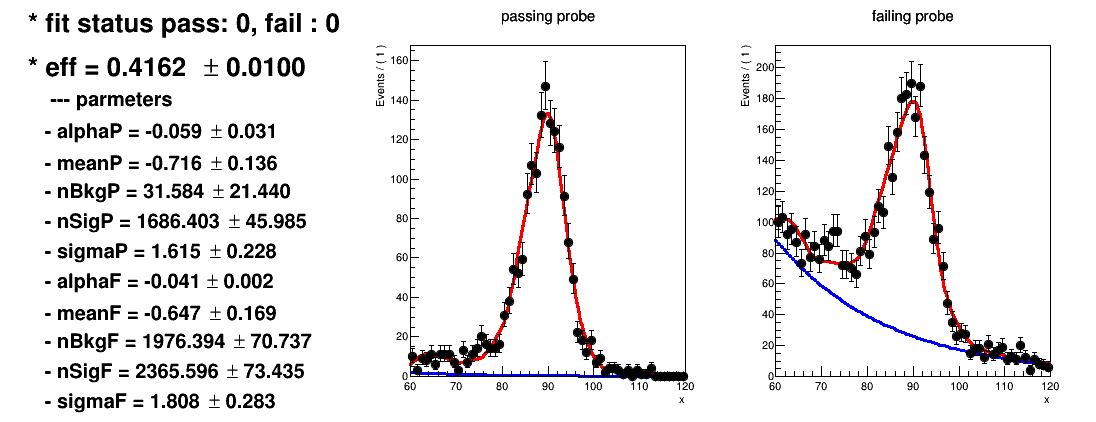 * fit status pass: 0, fail : 0
* eff = 0.4162 ± 0.0100
--- parmeters
- alphaP = -0.059 ± 0.031
- meanP = -0.716 ± 0.136
- nBkgP = 31.584 ± 21.440
- nSigP = 1686.403 ± 45.985
- sigmaP = 1.615 ± 0.228
- alphaF = -0.041 ± 0.002
- meanF = -0.647 ± 0.169
- nBkgF = 1976.394 ± 70.737
- nSigF = 2365.596 ± 73.435
- sigmaF = 1.808 ± 0.283
passing probe
Events / ( 1 )
160
140
120
100
80
60
40
20
0
60 70 80 90 100 110 120
x
failing probe
Events / ( 1 )
200
180
160
140
120
100
80
60
40
20
0
60 70 80 90 100 110 120
x